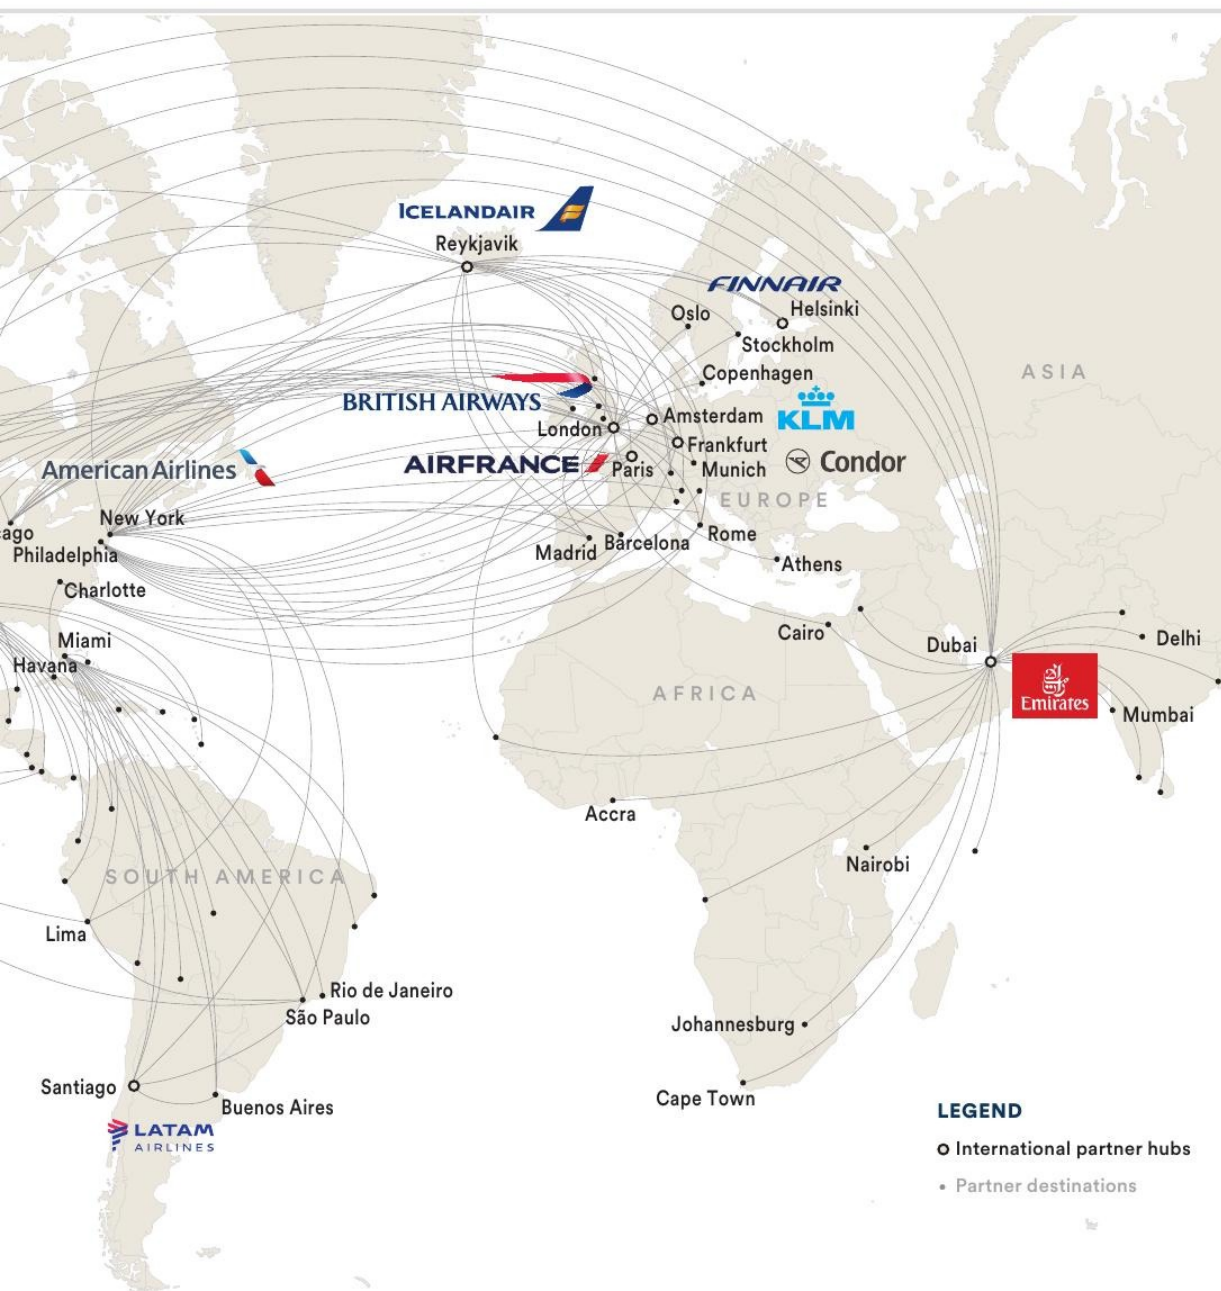 ICELANDAIR
Reykjavik
FINNAIR
Helsinki
Oslo
Stockholm
Copenhagen
ASIA
BRITISH AIRWAYS
KLM
Amsterdam
London
Frankfurt
AIRFRANCE
Paris
Munich
Condor
American Airlines
EUROPE
New York
cago
Philadelphia
Rome
Madrid
Barcelona
Athens
Charlotte
Cairo
Miami
Havana
Dubai
Delhi
AFRICA
Emirates
Mumbai
Accra
Nairobi
SOUTH AMERICA
Lima
Rio de Janeiro
São Paulo
Johannesburg
Santiago
Cape Town
Buenos Aires
LATAM
AIRLINES
LEGEND
International partner hubs
Partner destinations